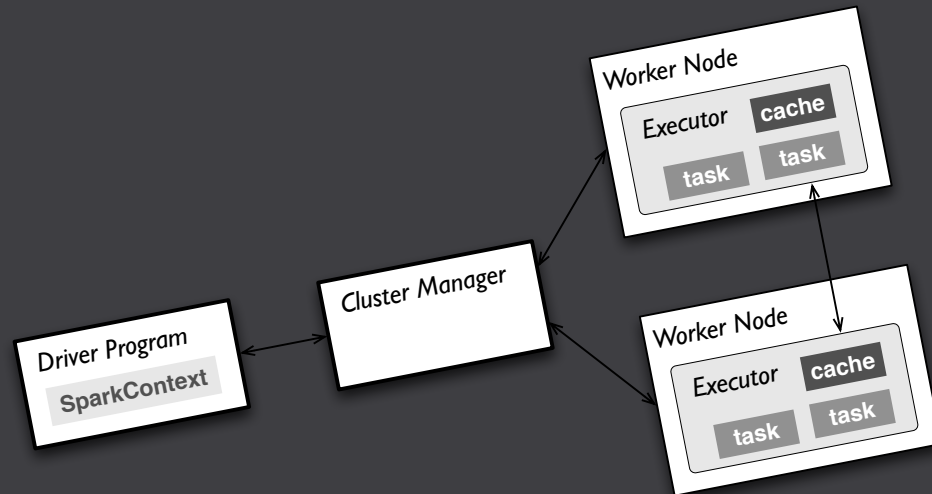 Driver Program
SparkContext
Cluster Manager
Worker Node
Executor
cache
task
task
Worker Node
Executor
cache
task
task